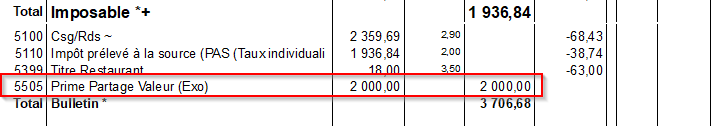 Total Imposable *+ 1 936,84
5100 Csg/Rds ~ 2 359,69 2,90 -68,43
5110 Impôt prélevé à la source (PAS (Taux individuali 1 936,84 2,00 -38,74
5399 Titre Restaurant 18,00 3,50 -63,00
5505 Prime Partage Valeur (Exo) 2 000,00 2 000,00
Total Bulletin * 3 706,68